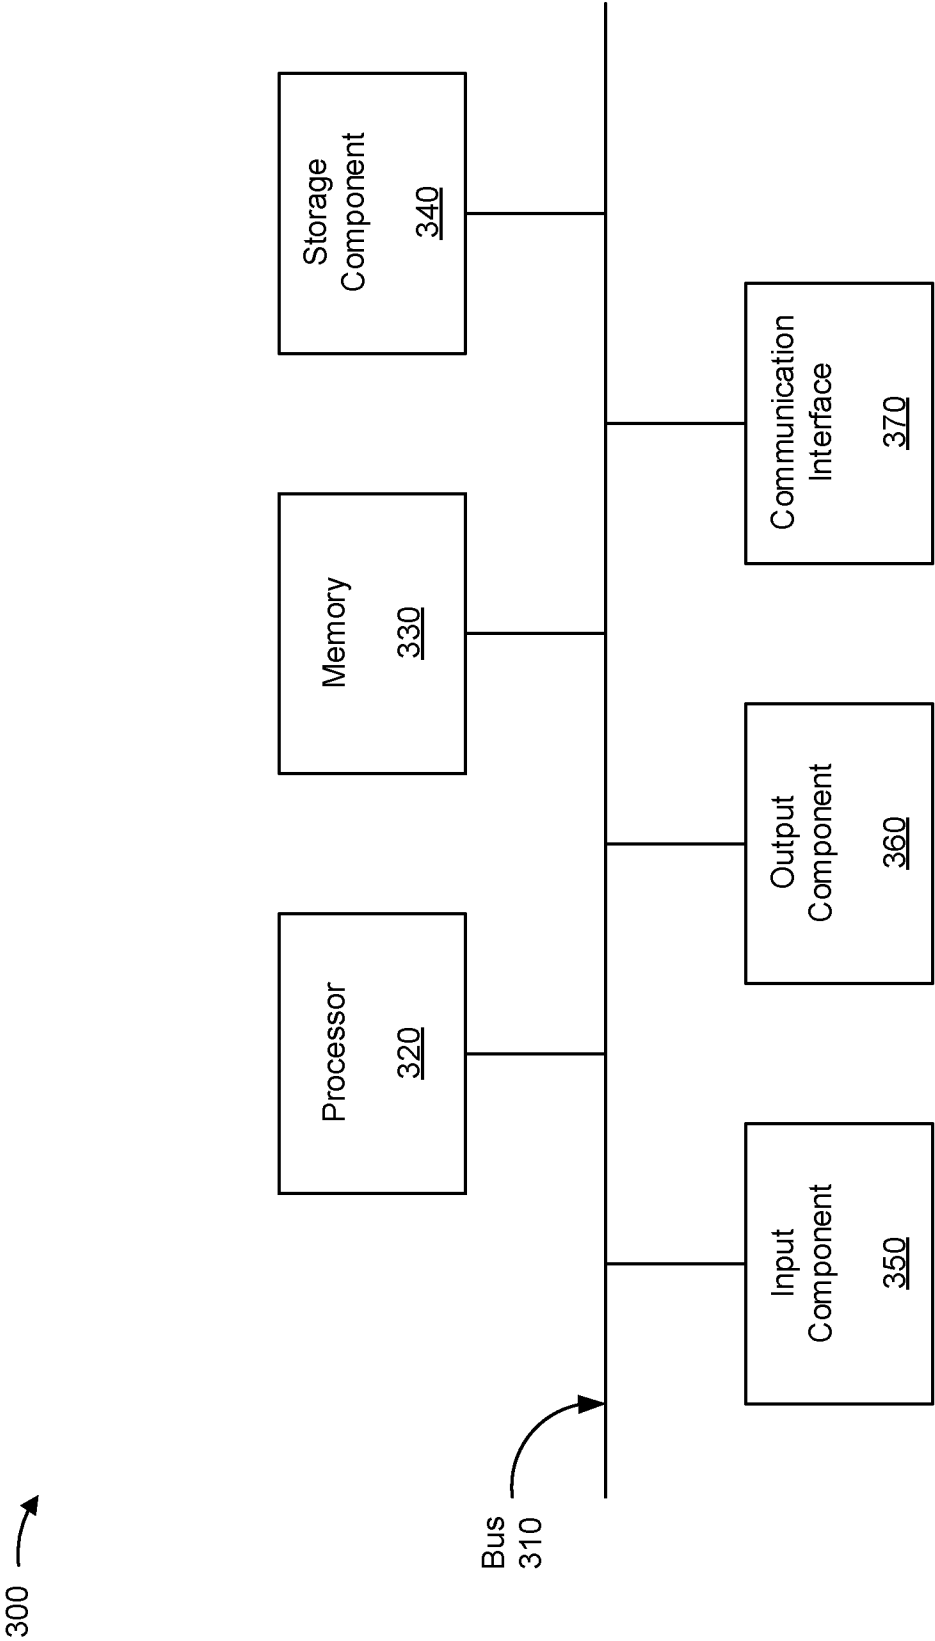 300
Processor
320
Memory
330
Storage
Component
340
Bus
310
Input
Component
350
Output
Component
360
Communication
Interface
370